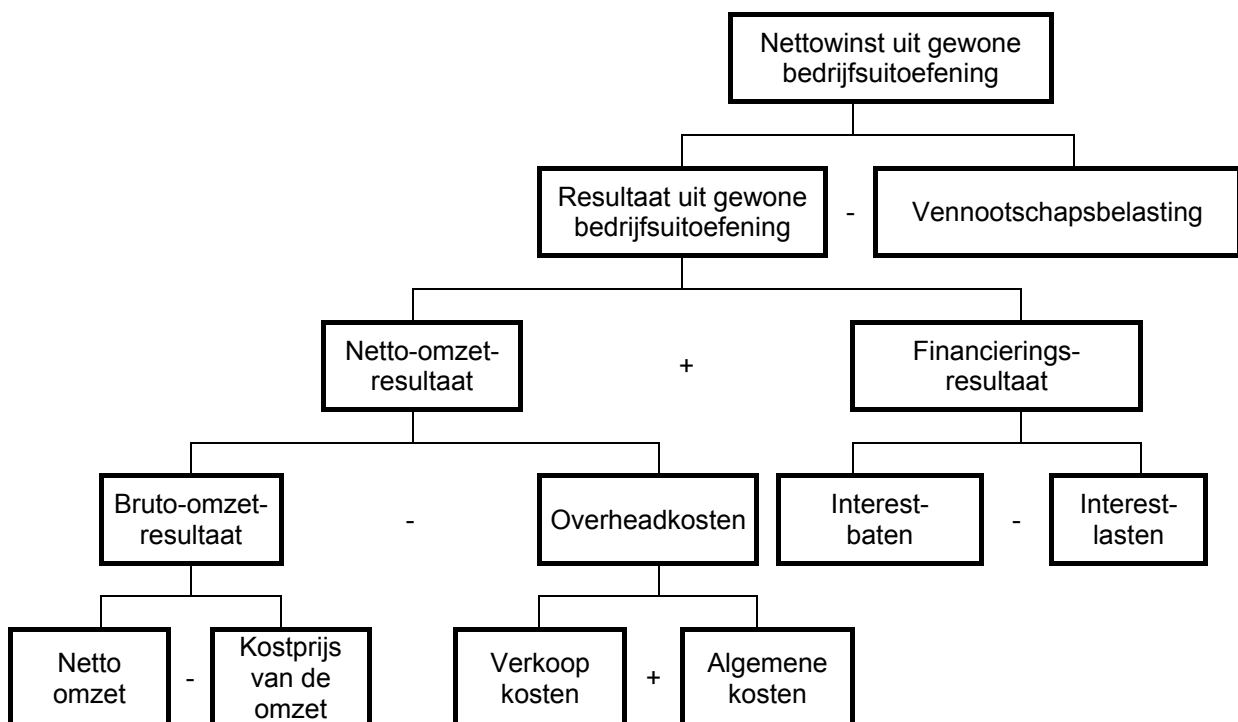 Nettowinst uit gewone
bedrijfsuitoefening
Resultaat uit gewone
bedrijfsuitoefening
-
Vennootschapsbelasting
Netto-omzet-
resultaat
+
Financierings-
resultaat
Bruto-omzet-
resultaat
-
Overheadkosten
Interest-
baten
-
Interest-
lasten
Netto
omzet
-
Kostprijs
van de
omzet
Verkoop
kosten
+
Algemene
kosten